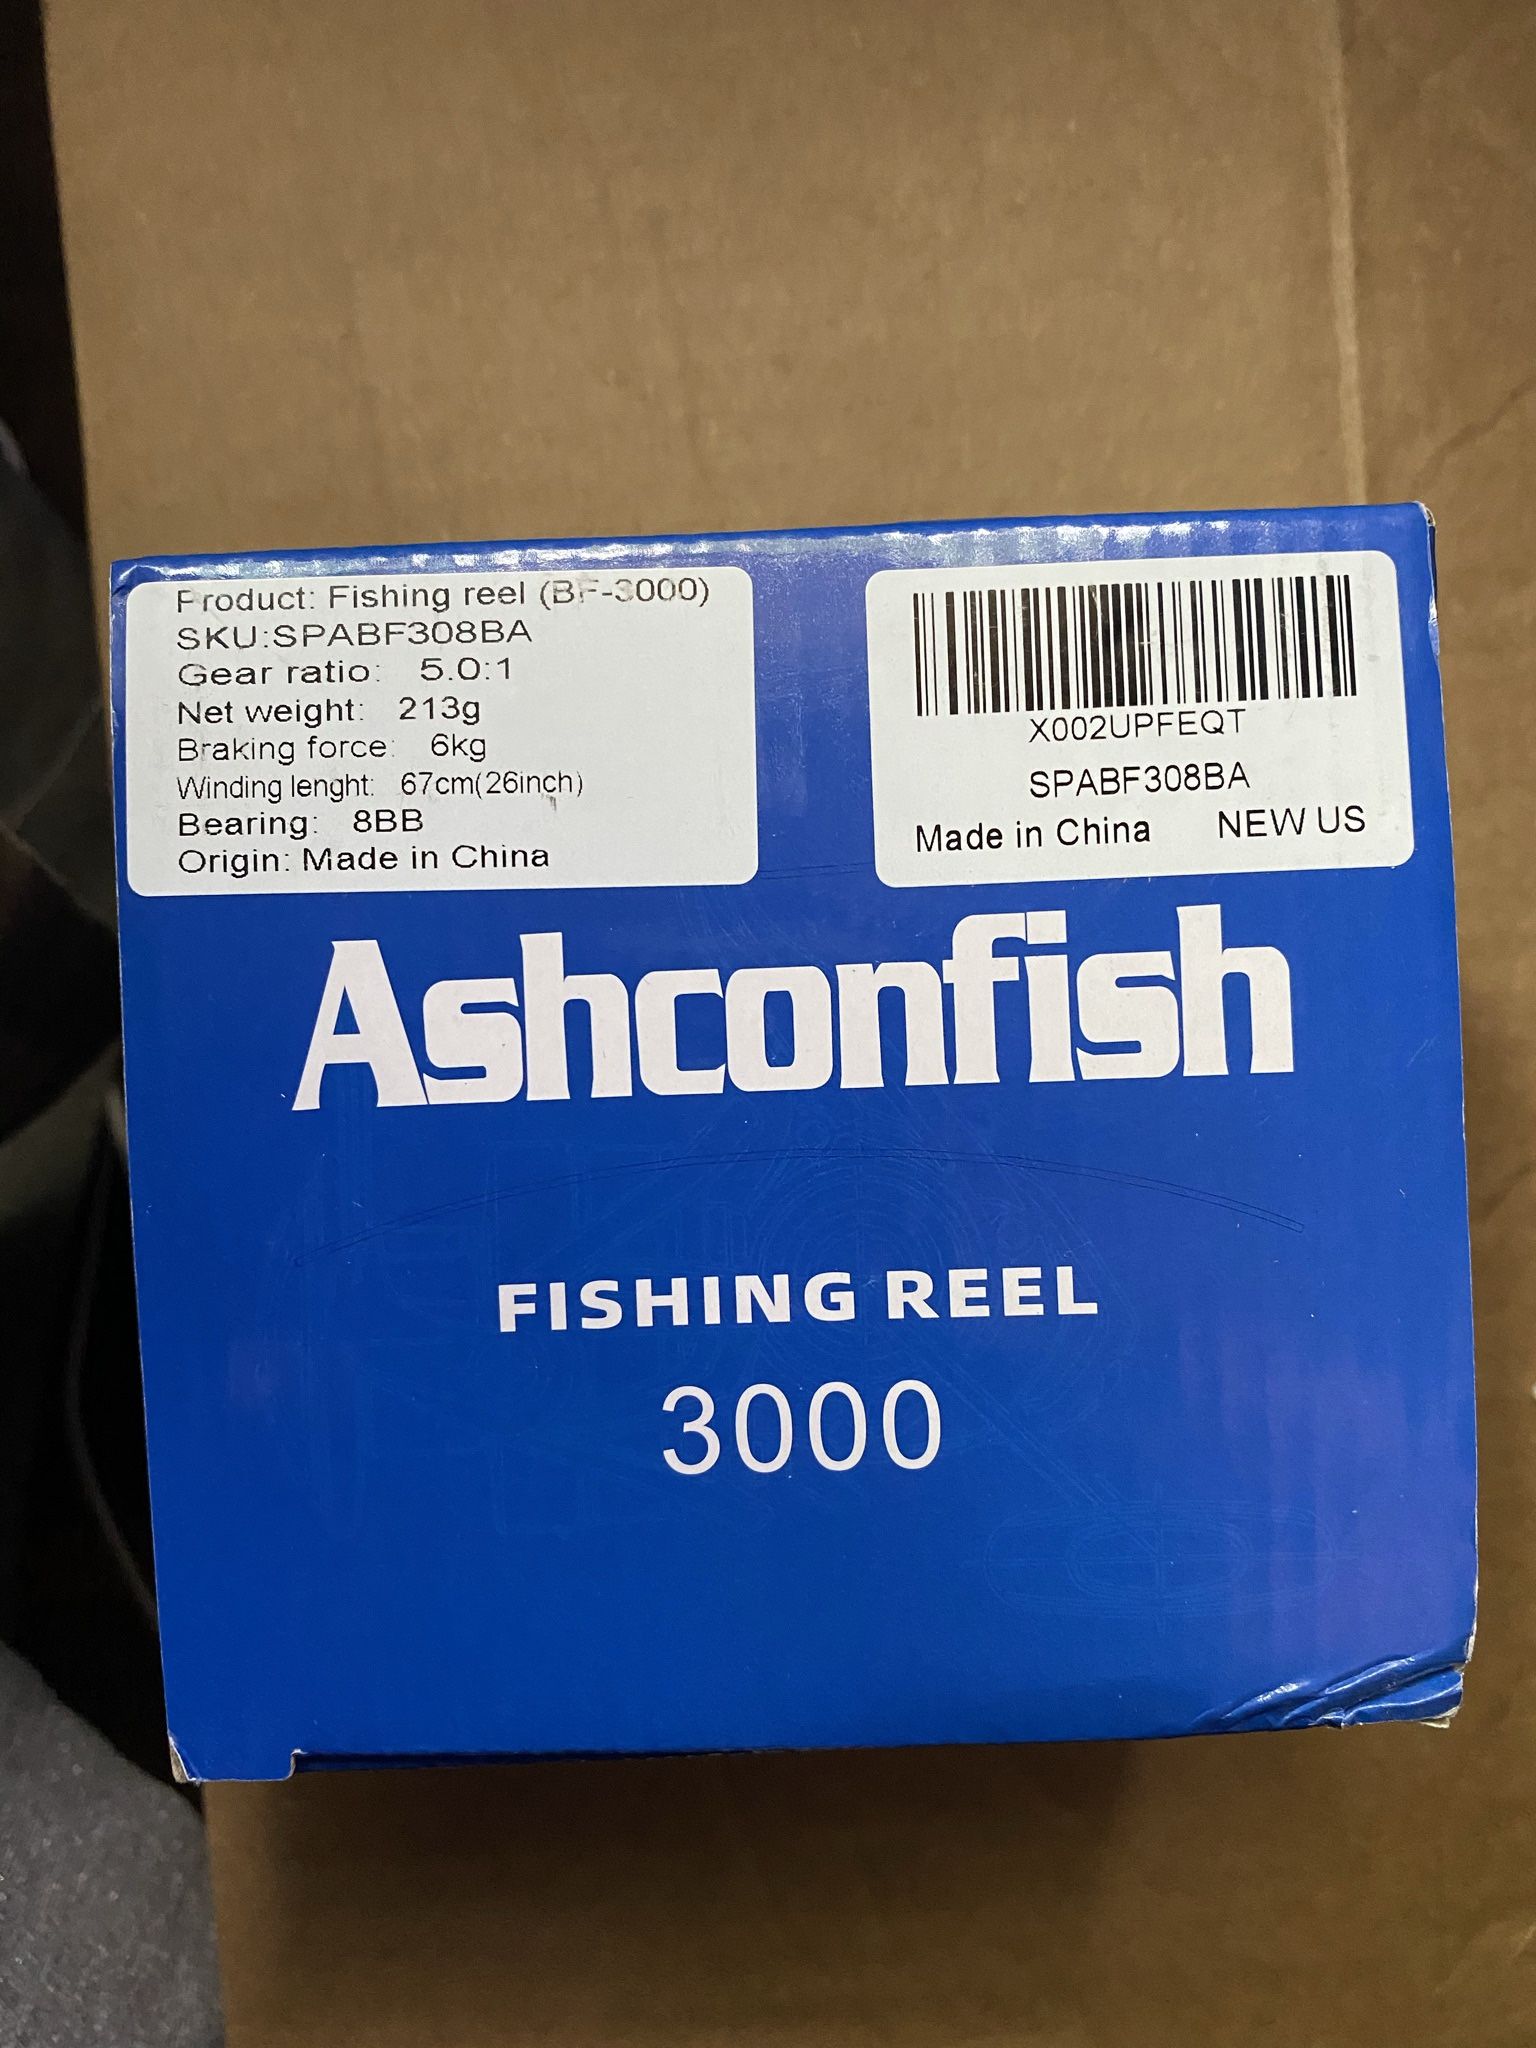 Product: Fishing reel (BF-3000)
SKU:SPABF308BA
Gear ratio: 5.0:1
Net weight: 213g
Braking force: 6kg
Winding lenght: 67cm(26inch)
Bearing: 8BB
Origin: Made in China
X002UPFEQT
SPABF308BA
Made in China NEW US
Ashconfish
FISHING REEL
3000